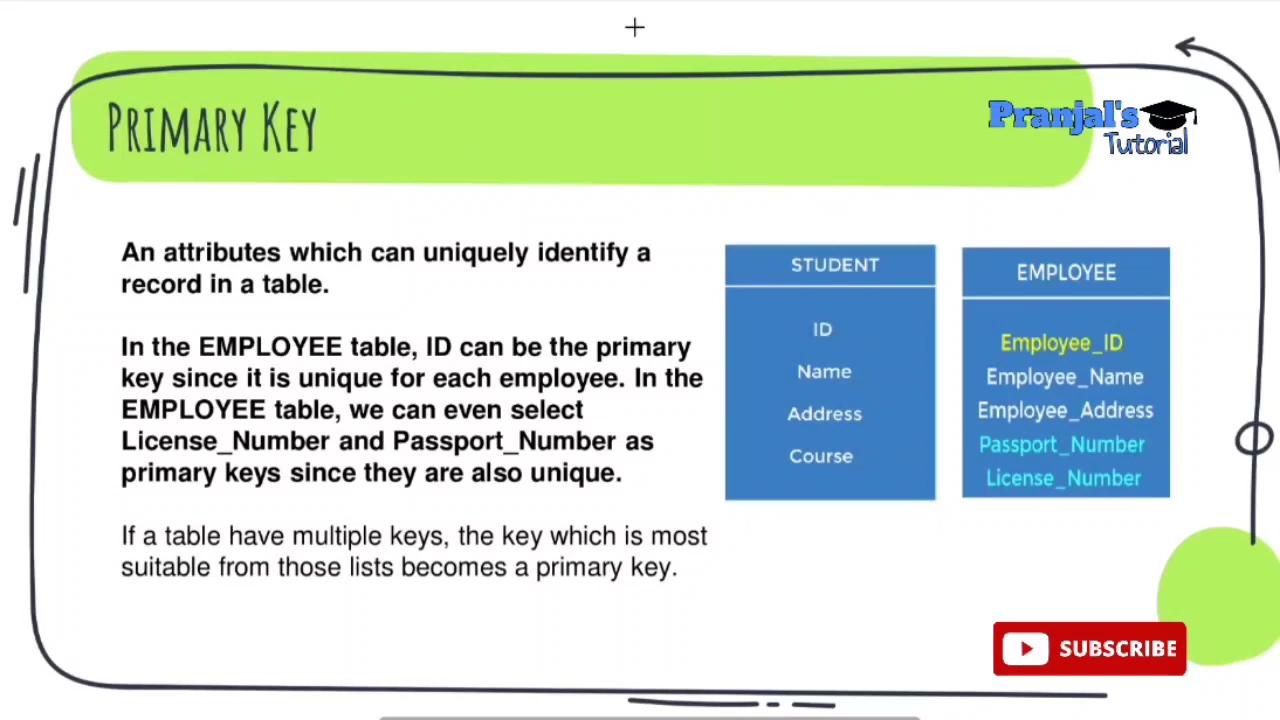 PRIMARY KEY
Pranjal's
Tutorial
An attributes which can uniquely identify a
record in a table.
In the EMPLOYEE table, ID can be the primary
key since it is unique for each employee. In the
EMPLOYEE table, we can even select
License_Number and Passport_Number as
primary keys since they are also unique.
If a table have multiple keys, the key which is most
suitable from those lists becomes a primary key.
STUDENT
ID
Name
Address
Course
EMPLOYEE
Employee_ID
Employee_Name
Employee_Address
Passport_Number
License_Number
SUBSCRIBE